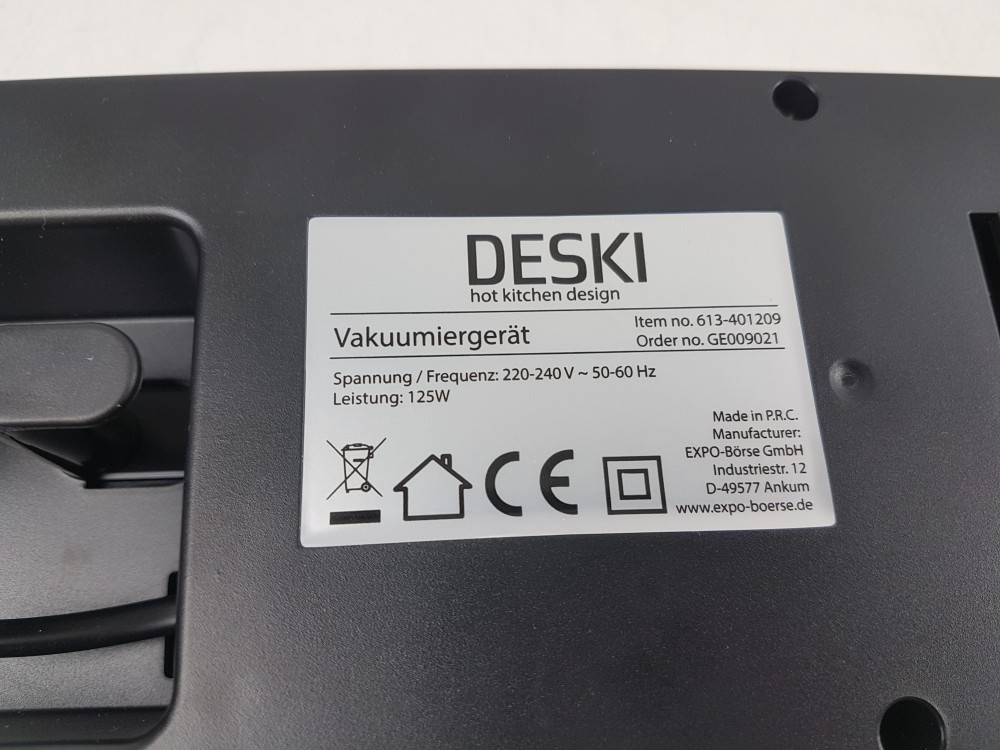 DESKI
hot kitchen design
Vakuumiergerät
Item no. 613-401209
Order no. GE009021
Spannung / Frequenz: 220-240 V ~ 50-60 Hz
Leistung: 125W
Made in P.R.C.
Manufacturer:
EXPO-Börse GmbH
Industriestr. 12
D-49577 Ankum
www.expo-boerse.de
CE